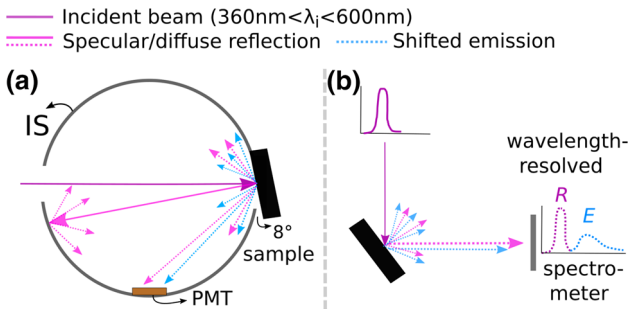 Incident beam (360nm<λi<600nm)
Specular/diffuse reflection
Shifted emission
(a)
IS
8°
sample
PMT
(b)
wavelength-
resolved
R
E
spectro-
meter